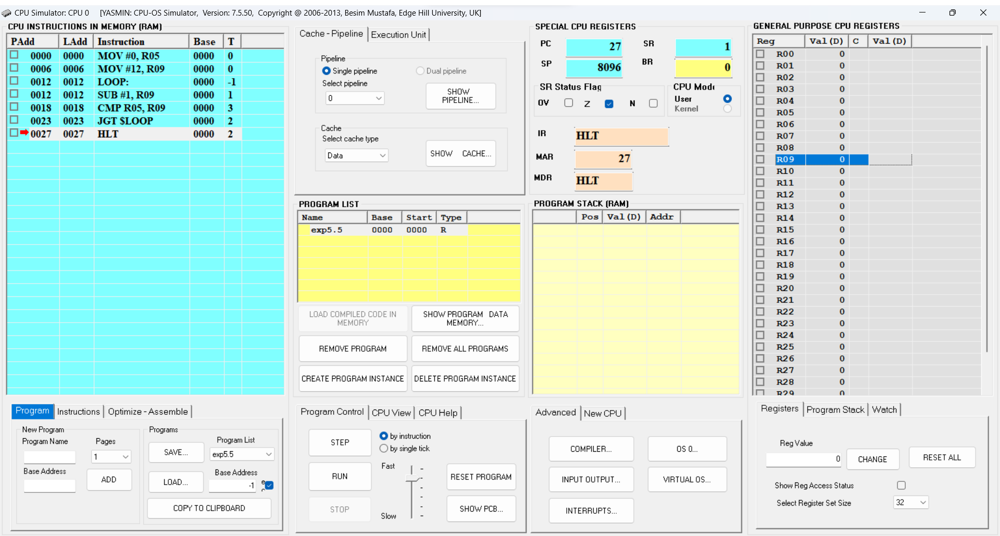 CPU Simulator: CPU 0 [YASMIN: CPU-OS Simulator, Version: 7.5.50, Copyright @ 2006-2013, Besim Mustafa, Edge Hill University, UK]
CPU INSTRUCTIONS IN MEMORY (RAM)
PAdd LAdd Instruction Base T
0000 0000 MOV #0, R05 0000 0
0006 0006 MOV #12, R09 0000 0
0012 0012 LOOP: 0000 -1
0012 0012 SUB #1, R09 0000 1
0018 0018 CMP R05, R09 0000 3
0023 0023 JGT $LOOP 0000 2
0027 0027 HLT 0000 2
Program Instructions Optimize - Assemble
New Program
Program Name Pages
1
Base Address
ADD
Programs
Program List
SAVE... exp5.5
Base Address
LOAD... -1
COPY TO CLIPBOARD
Cache - Pipeline Execution Unit
Pipeline
Single pipeline Dual pipeline
Select pipeline
0
SHOW
PIPELINE...
Cache
Select cache type
Data
SHOW CACHE...
PROGRAM LIST
Name Base Start Type
exp5.5 0000 0000 R
LOAD COMPILED CODE IN
MEMORY
SHOW PROGRAM DATA
MEMORY...
REMOVE PROGRAM REMOVE ALL PROGRAMS
CREATE PROGRAM INSTANCE DELETE PROGRAM INSTANCE
Program Control CPU View CPU Help
STEP
by instruction
by single tick
RUN
Fast
RESET PROGRAM
STOP
Slow
SHOW PCB...
SPECIAL CPU REGISTERS
PC 27 SR 1
SP 8096 BR 0
SR Status Flag
OV Z N
CPU Mode
User
Kernel
IR HLT
MAR 27
MDR HLT
PROGRAM STACK (RAM)
Pos Val(D) Addr
Advanced New CPU
COMPILER... OS 0...
INPUT OUTPUT... VIRTUAL OS...
INTERRUPTS...
GENERAL PURPOSE CPU REGISTERS
Reg Val(D) C Val(D)
R00 0
R01 0
R02 0
R03 0
R04 0
R05 0
R06 0
R07 0
R08 0
R09 0
R10 0
R11 0
R12 0
R13 0
R14 0
R15 0
R16 0
R17 0
R18 0
R19 0
R20 0
R21 0
R22 0
R23 0
R24 0
R25 0
R26 0
R27 0
R28 0
R29 0
Registers Program Stack Watch
Reg Value
0 CHANGE RESET ALL
Show Reg Access Status
Select Register Set Size 32